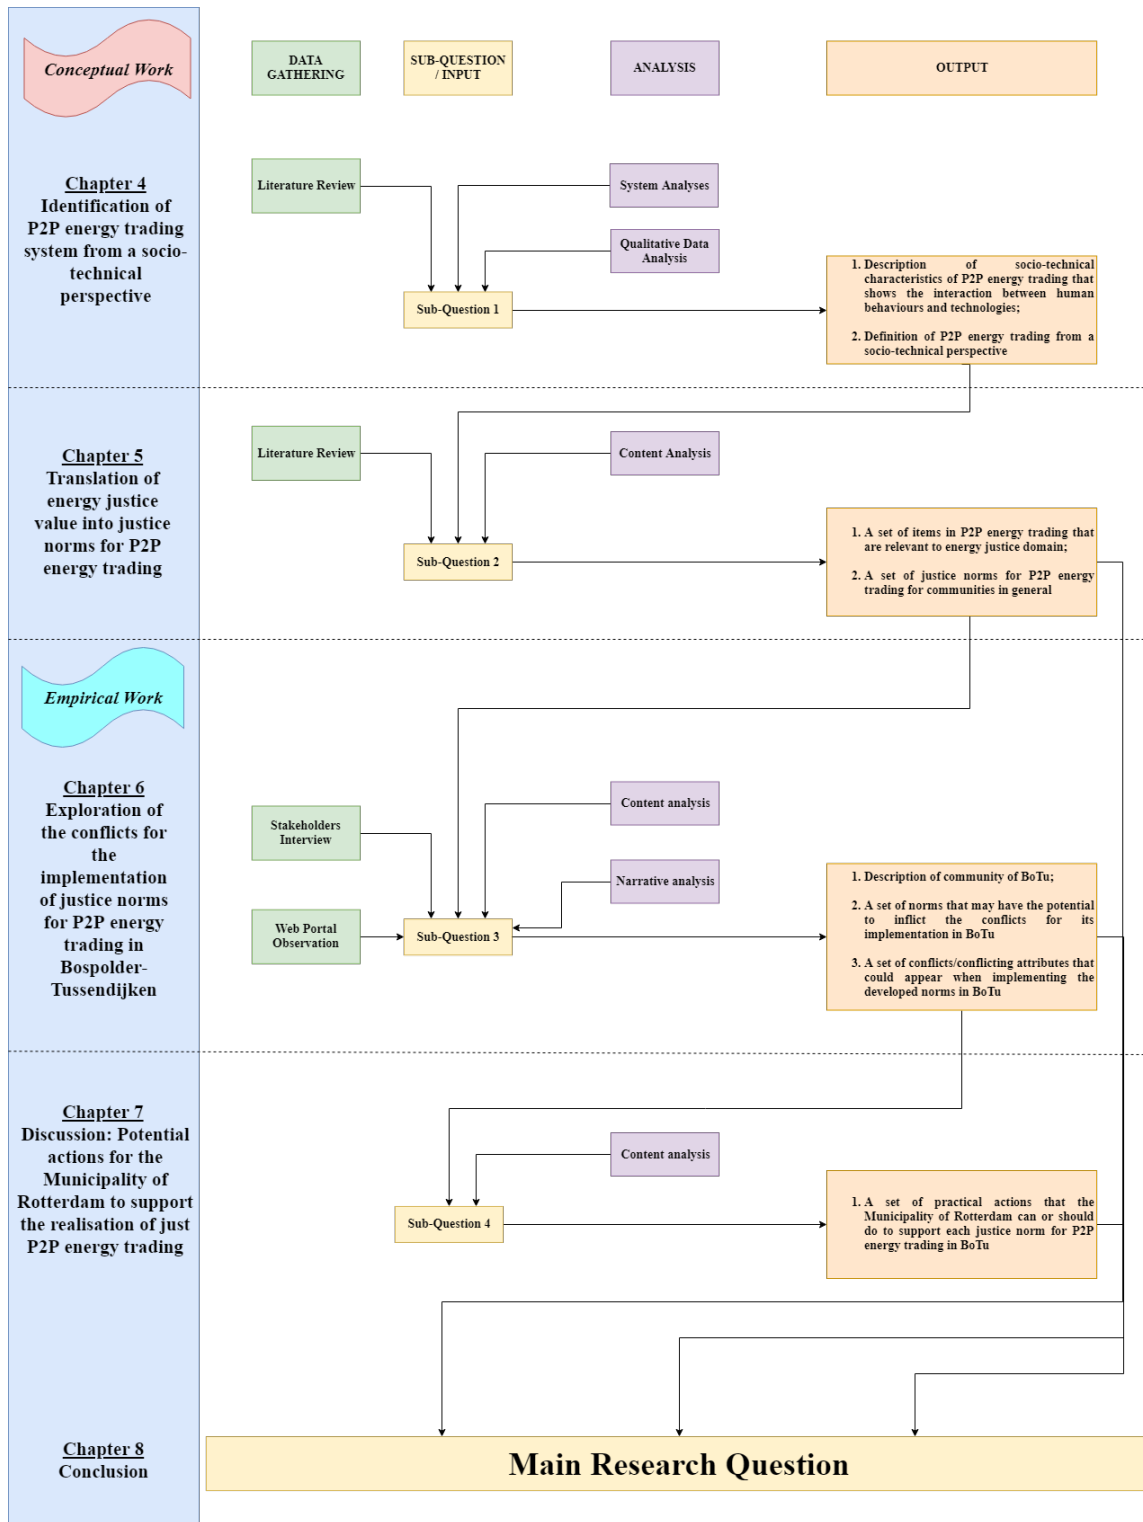 Conceptual Work
DATA
GATHERING
SUB-QUESTION
/ INPUT
ANALYSIS
OUTPUT
Chapter 4
Identification of
P2P energy trading
system from a socio-
technical
perspective
Literature Review
System Analyses
Qualitative Data
Analysis
Sub-Question 1
1. Description of socio-technical
characteristics of P2P energy trading that
shows the interaction between human
behaviours and technologies;
2. Definition of P2P energy trading from a
socio-technical perspective
Chapter 5
Translation of
energy justice
value into justice
norms for P2P
energy trading
Literature Review
Content Analysis
Sub-Question 2
1. A set of items in P2P energy trading that
are relevant to energy justice domain;
2. A set of justice norms for P2P energy
trading for communities in general
Empirical Work
Chapter 6
Exploration of
the conflicts for
the
implementation
of justice norms
for P2P energy
trading in
Bospolder-
Tussendijken
Stakeholders
Interview
Web Portal
Observation
Content analysis
Narrative analysis
Sub-Question 3
1. Description of community of BoTu;
2. A set of norms that may have the potential
to inflict the conflicts for its
implementation in BoTu
3. A set of conflicts/conflicting attributes that
could appear when implementing the
developed norms in BoTu
Chapter 7
Discussion: Potential
actions for the
Municipality of
Rotterdam to support
the realisation of just
P2P energy trading
Content analysis
Sub-Question 4
1. A set of practical actions that the
Municipality of Rotterdam can or should
do to support each justice norm for P2P
energy trading in BoTu
Chapter 8
Conclusion
Main Research Question